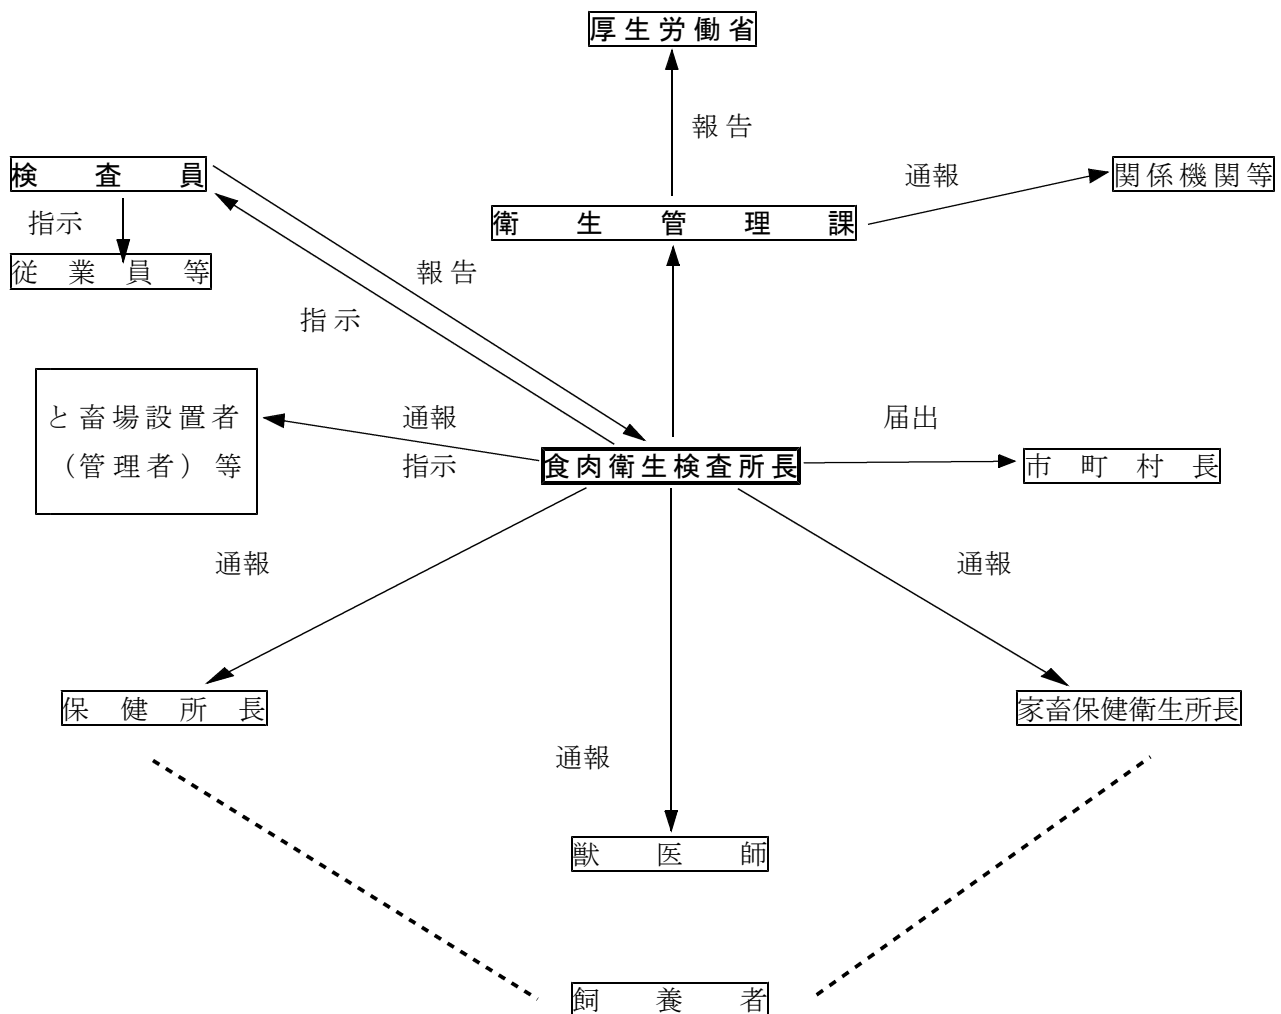 厚生労働省
報告
検査員
通報
関係機関等
指示
衛生管理課
従業員等
報告
指示
と畜場設置者
（管理者）等
通報
指示
届出
食肉衛生検査所長
市町村長
通報
通報
保健所長
家畜保健衛生所長
通報
獣医師
飼養者